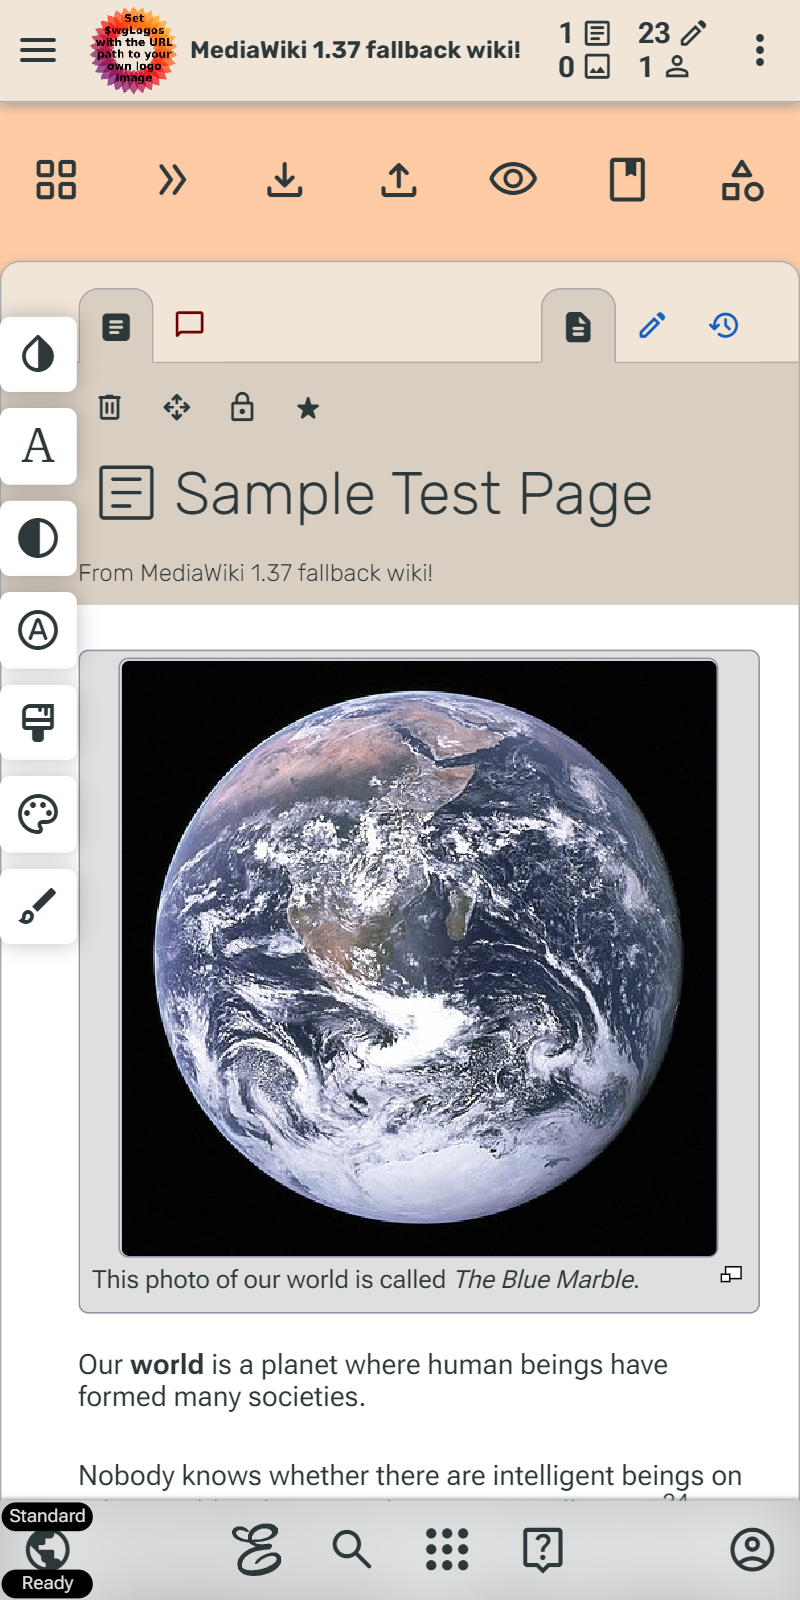 Set
$wgLogos
with the URL
path to your
own logo
image
MediaWiki 1.37 fallback wiki!
1
23
0
1
A
A
Sample Test Page
From MediaWiki 1.37 fallback wiki!
This photo of our world is called The Blue Marble.
Our world is a planet where human beings have
formed many societies.
Nobody knows whether there are intelligent beings on
24
Standard
Ready